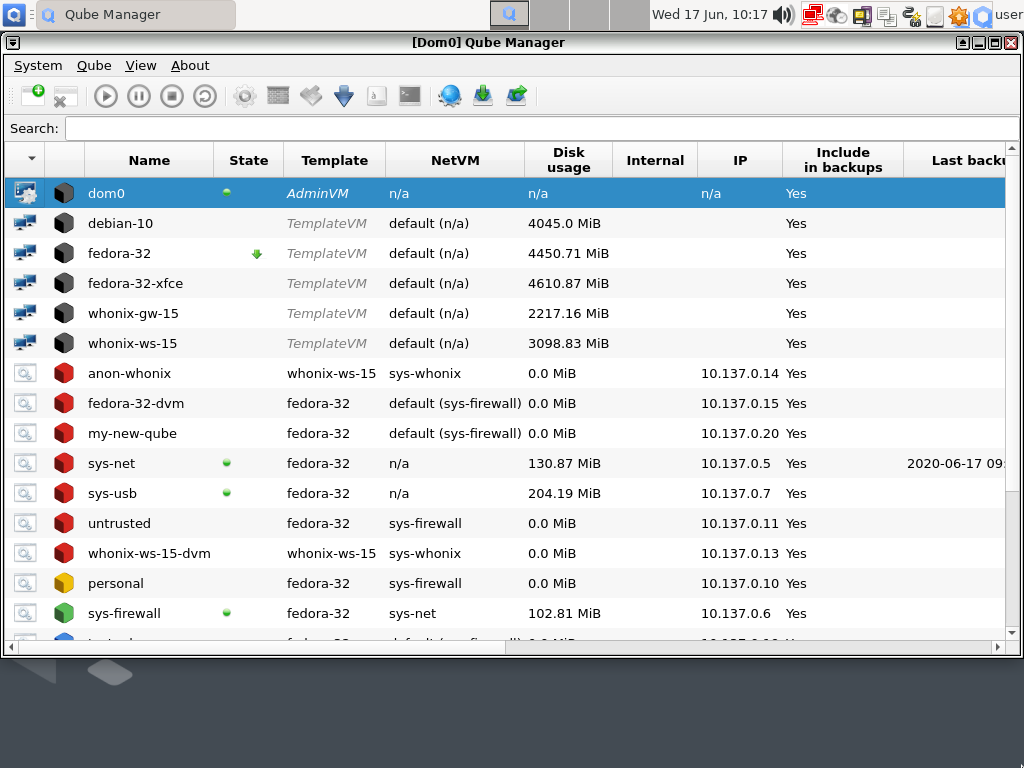 Qube Manager
Wed 17 Jun, 10:17
user
[Dom0] Qube Manager
System Qube View About
Search:
Name State Template NetVM Disk usage Internal IP Include in backups Last backu
dom0 AdminVM n/a n/a n/a Yes
debian-10 TemplateVM default (n/a) 4045.0 MiB Yes
fedora-32 TemplateVM default (n/a) 4450.71 MiB Yes
fedora-32-xfce TemplateVM default (n/a) 4610.87 MiB Yes
whonix-gw-15 TemplateVM default (n/a) 2217.16 MiB Yes
whonix-ws-15 TemplateVM default (n/a) 3098.83 MiB Yes
anon-whonix whonix-ws-15 sys-whonix 0.0 MiB 10.137.0.14 Yes
fedora-32-dvm fedora-32 default (sys-firewall) 0.0 MiB 10.137.0.15 Yes
my-new-qube fedora-32 default (sys-firewall) 0.0 MiB 10.137.0.20 Yes
sys-net fedora-32 n/a 130.87 MiB 10.137.0.5 Yes 2020-06-17 09:
sys-usb fedora-32 n/a 204.19 MiB 10.137.0.7 Yes
untrusted fedora-32 sys-firewall 0.0 MiB 10.137.0.11 Yes
whonix-ws-15-dvm whonix-ws-15 sys-whonix 0.0 MiB 10.137.0.13 Yes
personal fedora-32 sys-firewall 0.0 MiB 10.137.0.10 Yes
sys-firewall fedora-32 sys-net 102.81 MiB 10.137.0.6 Yes